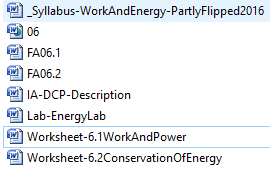 _Syllabus-WorkAndEnergy-PartlyFlipped2016
06
FA06.1
FA06.2
IA-DCP-Description
Lab-EnergyLab
Worksheet-6.1WorkAndPower
Worksheet-6.2ConservationOfEnergy